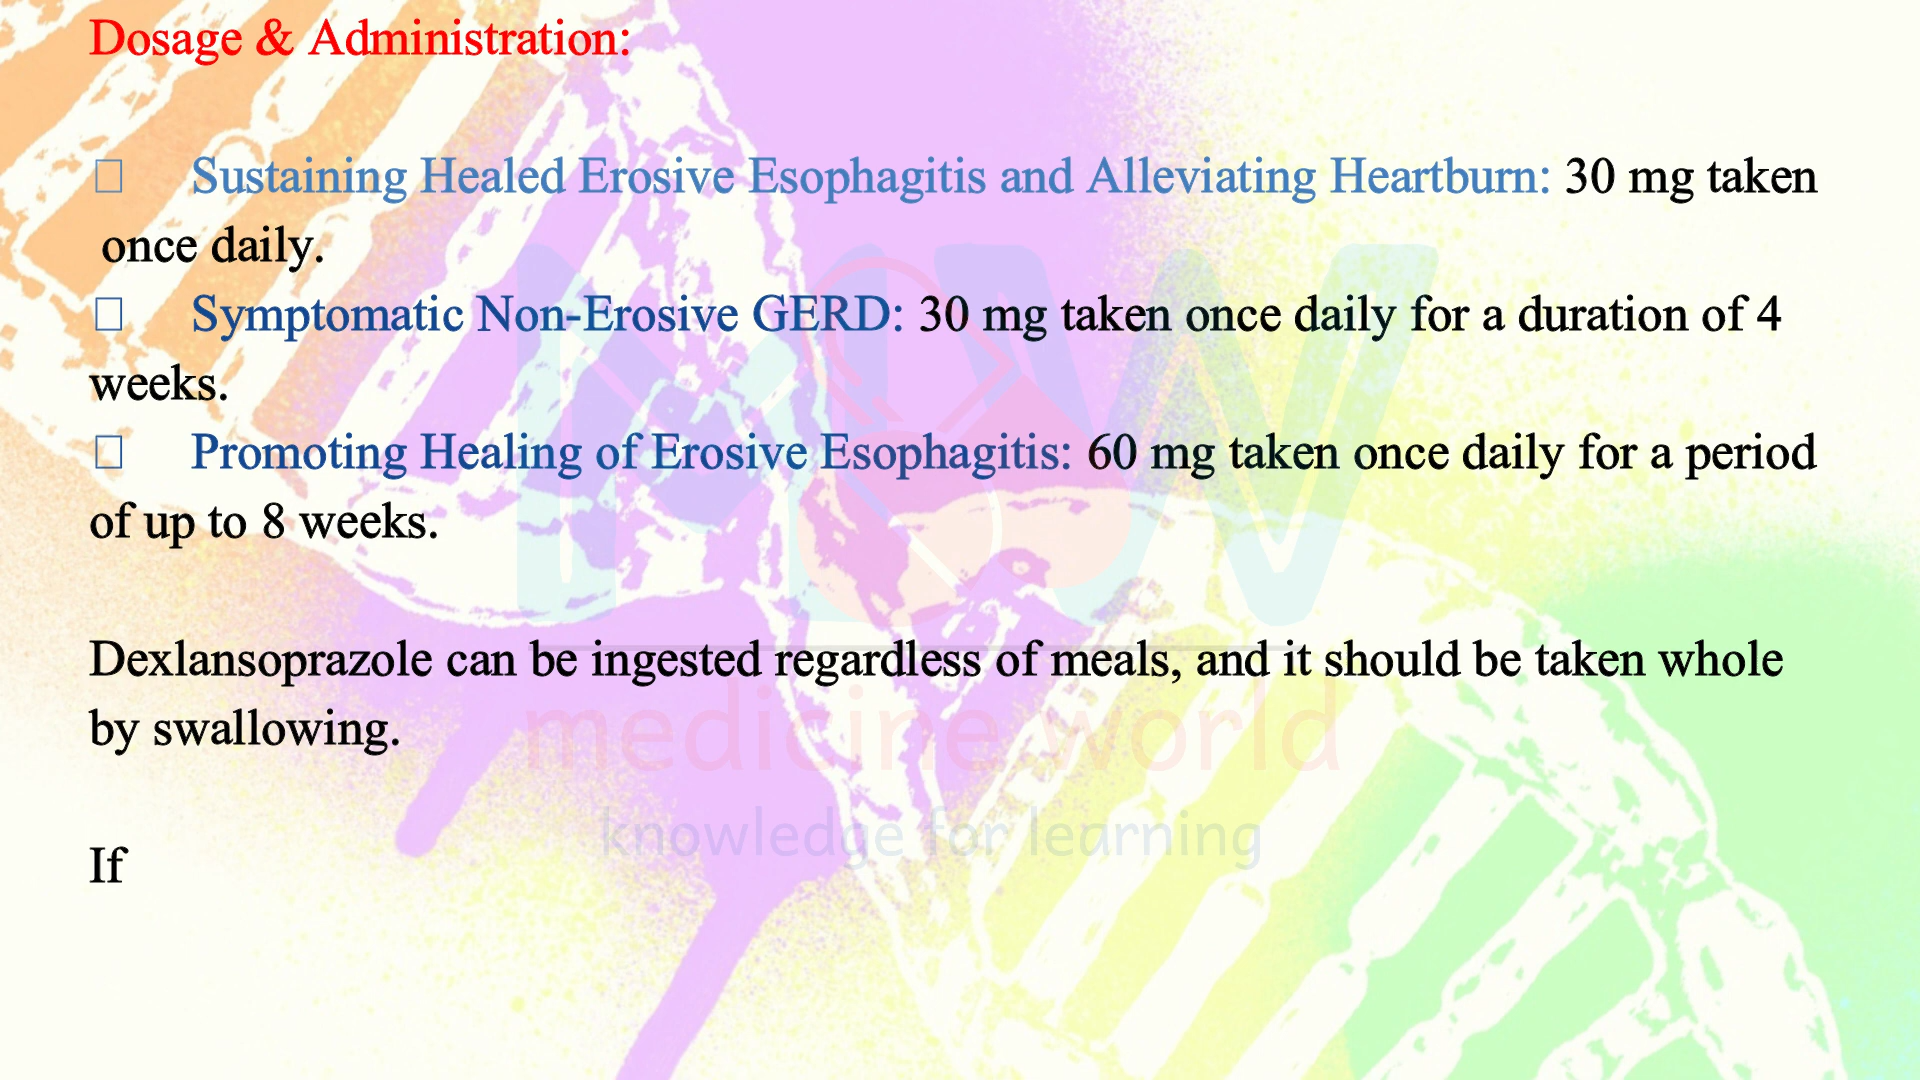 Dosage & Administration:
□ Sustaining Healed Erosive Esophagitis and Alleviating Heartburn: 30 mg taken
once daily.
□ Symptomatic Non-Erosive GERD: 30 mg taken once daily for a duration of 4
weeks.
□ Promoting Healing of Erosive Esophagitis: 60 mg taken once daily for a period
of up to 8 weeks.
Dexlansoprazole can be ingested regardless of meals, and it should be taken whole
by swallowing.
If
MW
medicine world
knowledge for learning